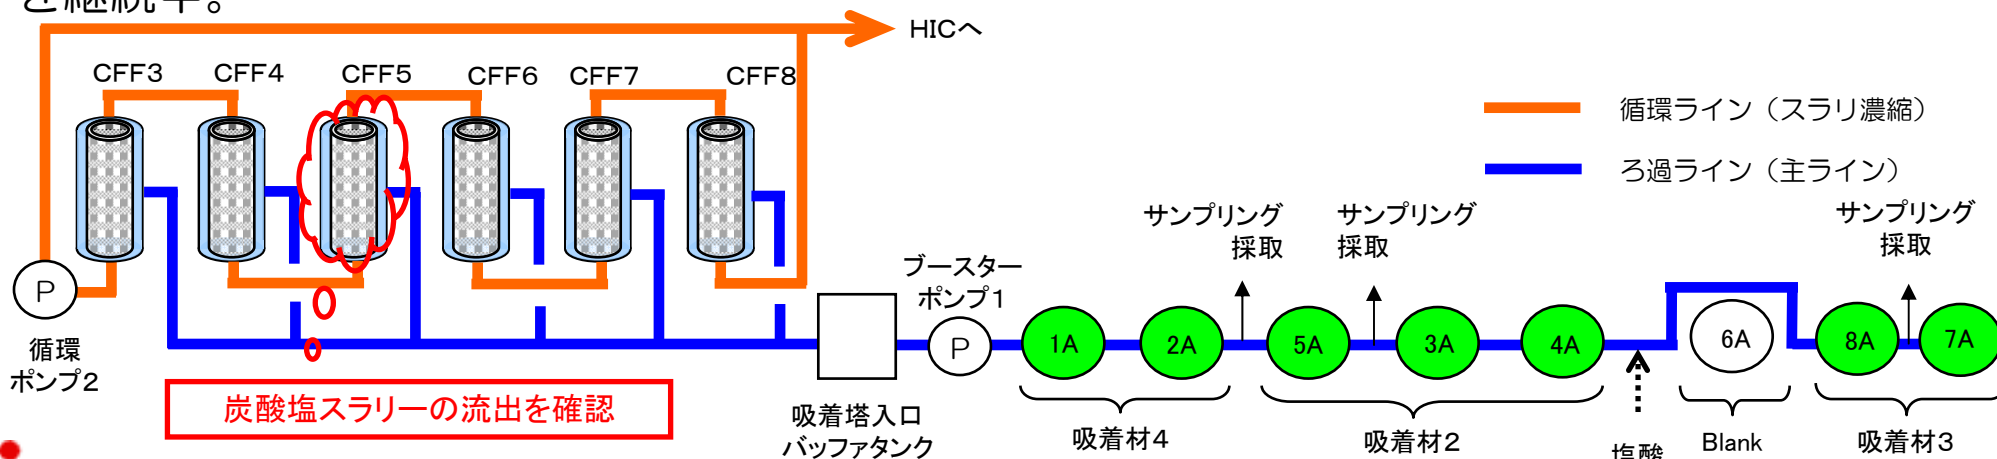 を継続中。
HICへ
CFF3
CFF4
CFF5
CFF6
CFF7
CFF8
循環ライン（スラリ濃縮）
ろ過ライン（主ライン）
サンプリング
採取
サンプリング
採取
サンプリング
採取
ブースター
ポンプ1
P
循環
ポンプ2
P
1A
2A
5A
3A
4A
6A
8A
7A
炭酸塩スラリーの流出を確認
吸着塔入口
バッファタンク
吸着材4
吸着材2
塩酸
Blank
吸着材3